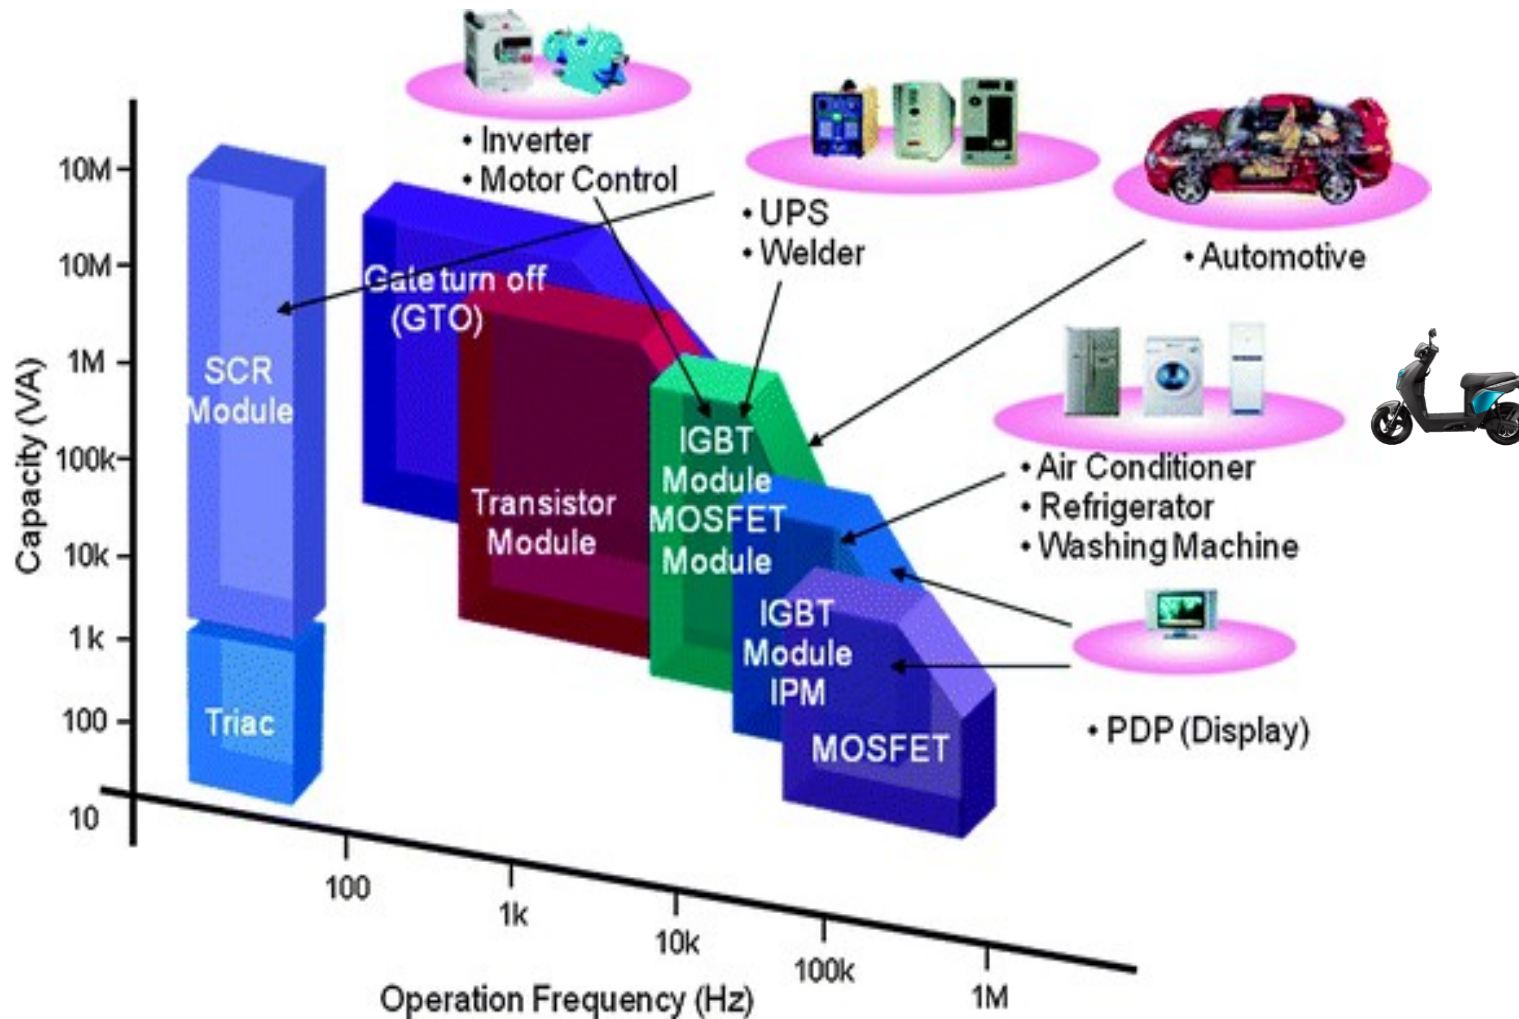 • Inverter
• Motor Control
• UPS
• Welder
• Automotive
• Air Conditioner
• Refrigerator
• Washing Machine
• PDP (Display)
Capacity (VA)
10M
10M
1M
100k
10k
1k
100
10
SCR
Module
Triac
Gate turn off
(GTO)
Transistor
Module
IGBT
Module
MOSFET
Module
IGBT
Module
IPM
MOSFET
100
1k
10k
100k
1M
Operation Frequency (Hz)